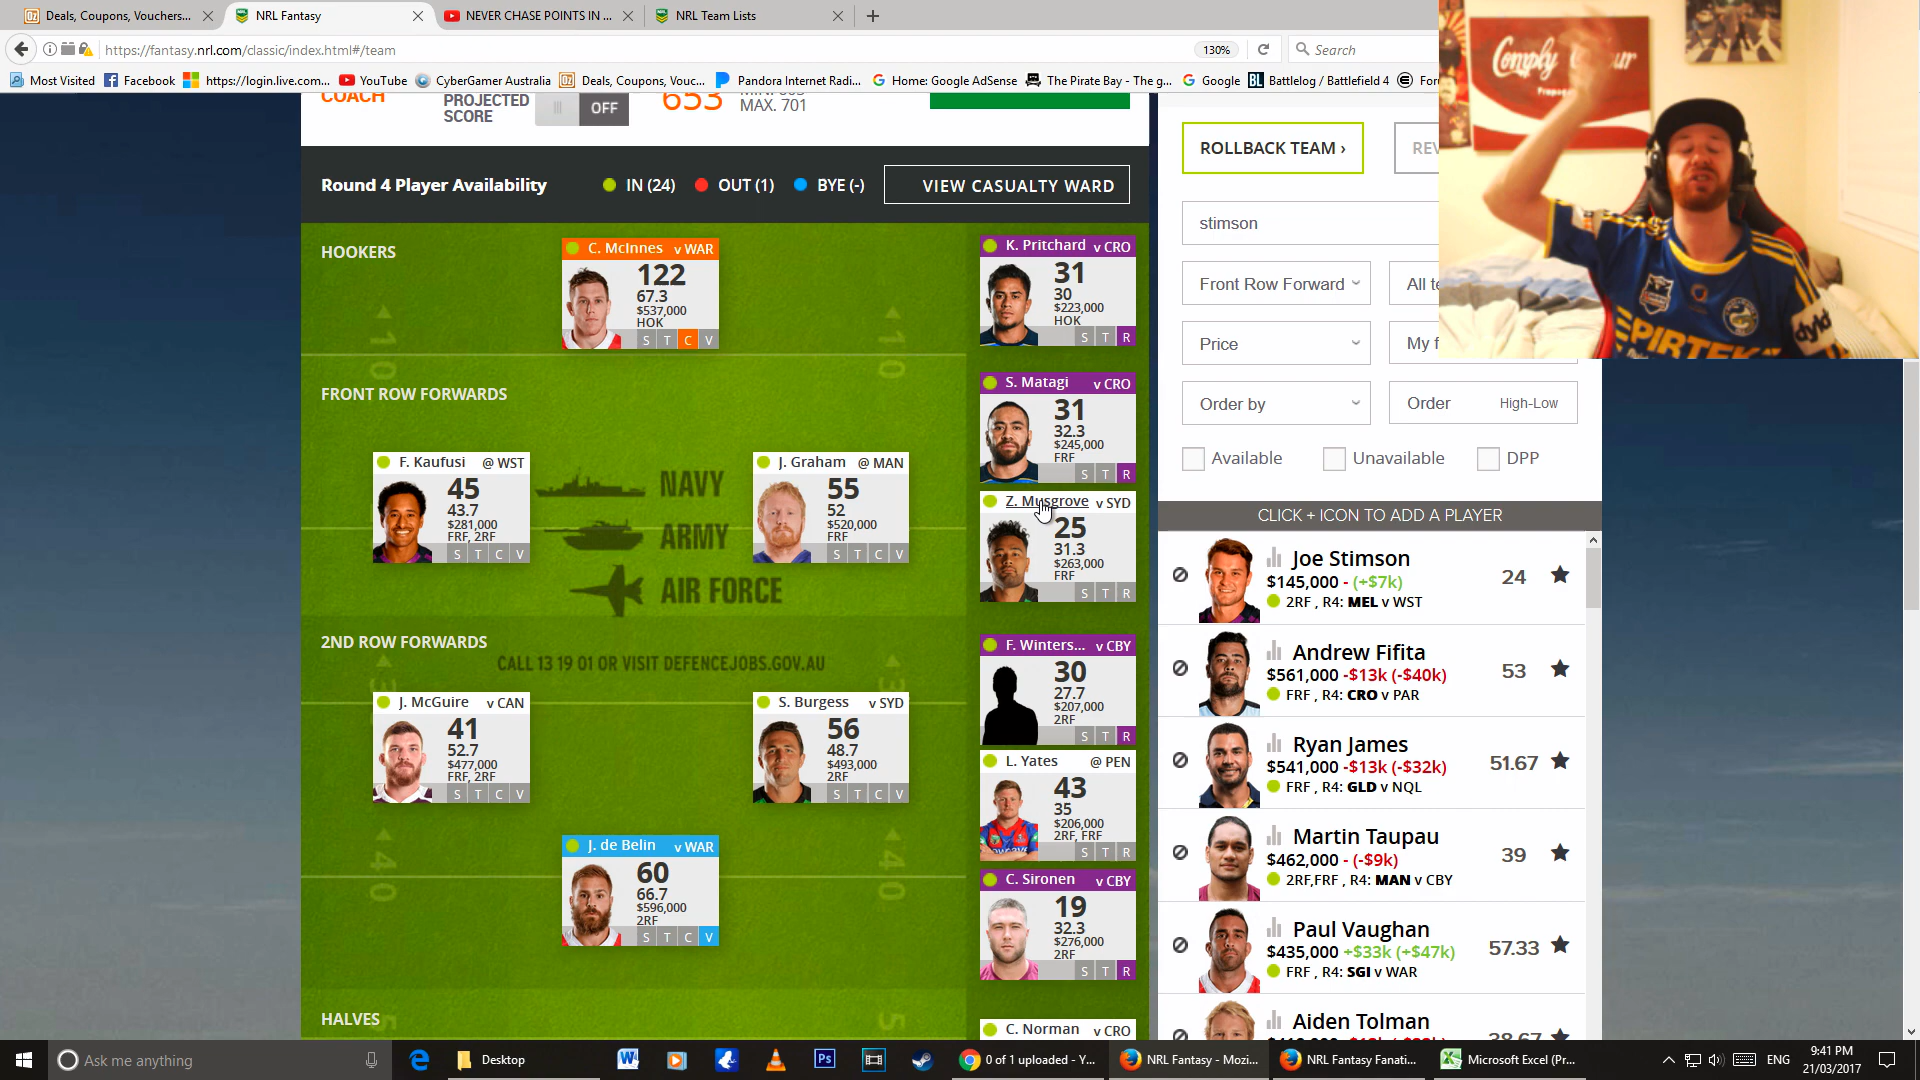 Deals, Coupons, Vouchers...
NRL Fantasy
NEVER CHASE POINTS IN ...
NRL Team Lists
https://fantasy.nrl.com/classic/index.html#/team
130%
Search
Most Visited
Facebook
https://login.live.com...
YouTube
CyberGamer Australia
Deals, Coupons, Vouc...
Pandora Internet Radi...
Home: Google AdSense
The Pirate Bay - The g...
Google
Battlelog / Battlefield 4
COACH
PROJECTED SCORE
OFF
653
MAX. 701
Round 4 Player Availability
IN (24)
OUT (1)
BYE (-)
VIEW CASUALTY WARD
HOOKERS
C. McInnes v WAR
122
67.3
$537,000
HOK
S T C V
K. Pritchard v CRO
31
30
$223,000
HOK
S T R
FRONT ROW FORWARDS
S. Matagi v CRO
31
32.3
$245,000
FRF
S T R
F. Kaufusi @ WST
45
43.7
$281,000
FRF, 2RF
S T C V
NAVY
ARMY
AIR FORCE
J. Graham @ MAN
55
52
$520,000
FRF
S T C V
Z. Musgrove v SYD
25
31.3
$263,000
FRF
S T R
2ND ROW FORWARDS
CALL 13 19 01 OR VISIT DEFENCEJOBS.GOV.AU
F. Winters... v CBY
30
27.7
$207,000
2RF
S T R
J. McGuire v CAN
41
52.7
$477,000
FRF, 2RF
S T C V
S. Burgess v SYD
56
48.7
$493,000
2RF
S T C V
L. Yates @ PEN
43
35
$206,000
2RF, FRF
S T R
J. de Belin v WAR
60
66.7
$596,000
2RF
S T C V
C. Sironen v CBY
19
32.3
$276,000
2RF
S T R
HALVES
C. Norman v CRO
ROLLBACK TEAM ›
stimson
Front Row Forward
Price
Order by
Order High-Low
Available
Unavailable
DPP
CLICK + ICON TO ADD A PLAYER
Joe Stimson
$145,000 - (+$7k)
2RF , R4: MEL v WST
24
Andrew Fifita
$561,000 -$13k (-$40k)
FRF , R4: CRO v PAR
53
Ryan James
$541,000 -$13k (-$32k)
FRF , R4: GLD v NQL
51.67
Martin Taupau
$462,000 - (-$9k)
2RF,FRF , R4: MAN v CBY
39
Paul Vaughan
$435,000 +$33k (+$47k)
FRF , R4: SGI v WAR
57.33
Aiden Tolman
Comply
Ask me anything
Desktop
0 of 1 uploaded - Y...
NRL Fantasy - Mozi...
NRL Fantasy Fanati...
Microsoft Excel (Pr...
ENG
9:41 PM
21/03/2017